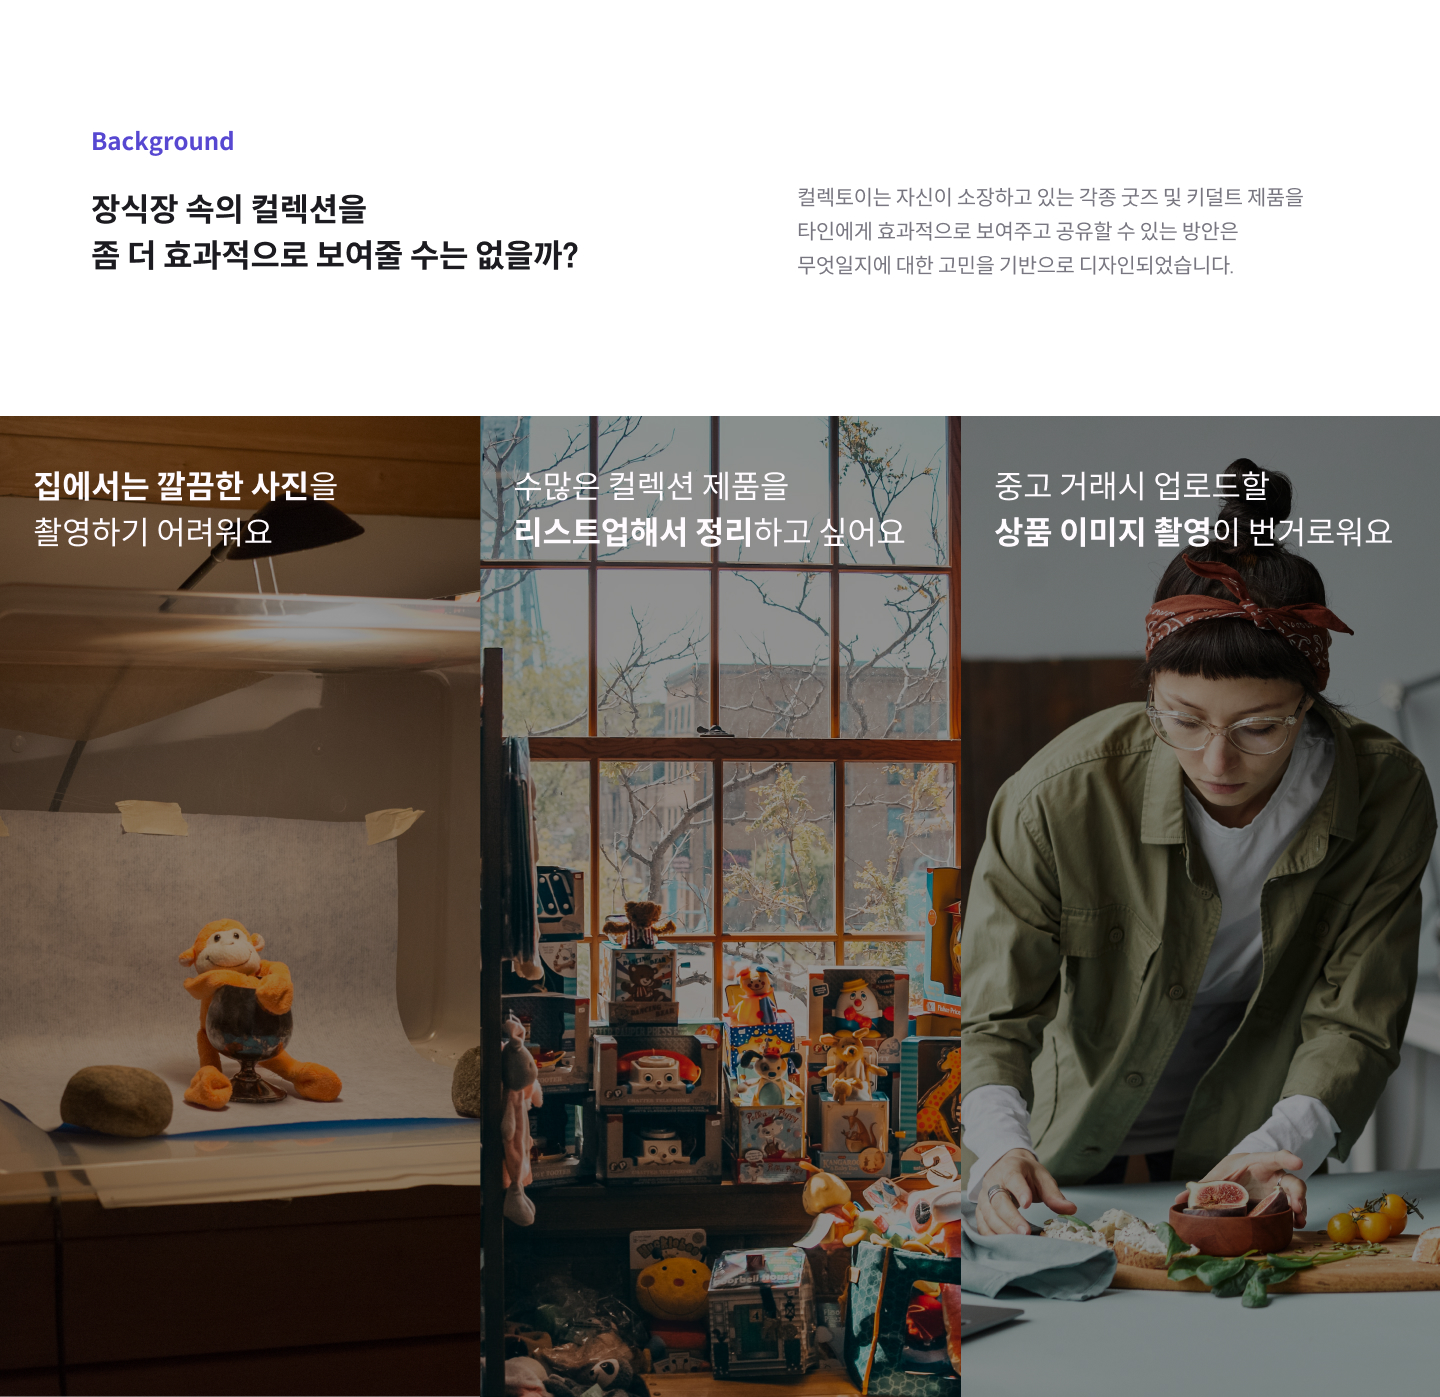 Background
장식장 속의 컬렉션을
좀 더 효과적으로 보여줄 수는 없을까?
컬렉토이는 자신이 소장하고 있는 각종 굿즈 및 키덜트 제품을
타인에게 효과적으로 보여주고 공유할 수 있는 방안은
무엇일지에 대한 고민을 기반으로 디자인되었습니다.
집에서는 깔끔한 사진을
촬영하기 어려워요
수많은 컬렉션 제품을
리스트업해서 정리하고 싶어요
중고 거래시 업로드할
상품 이미지 촬영이 번거로워요